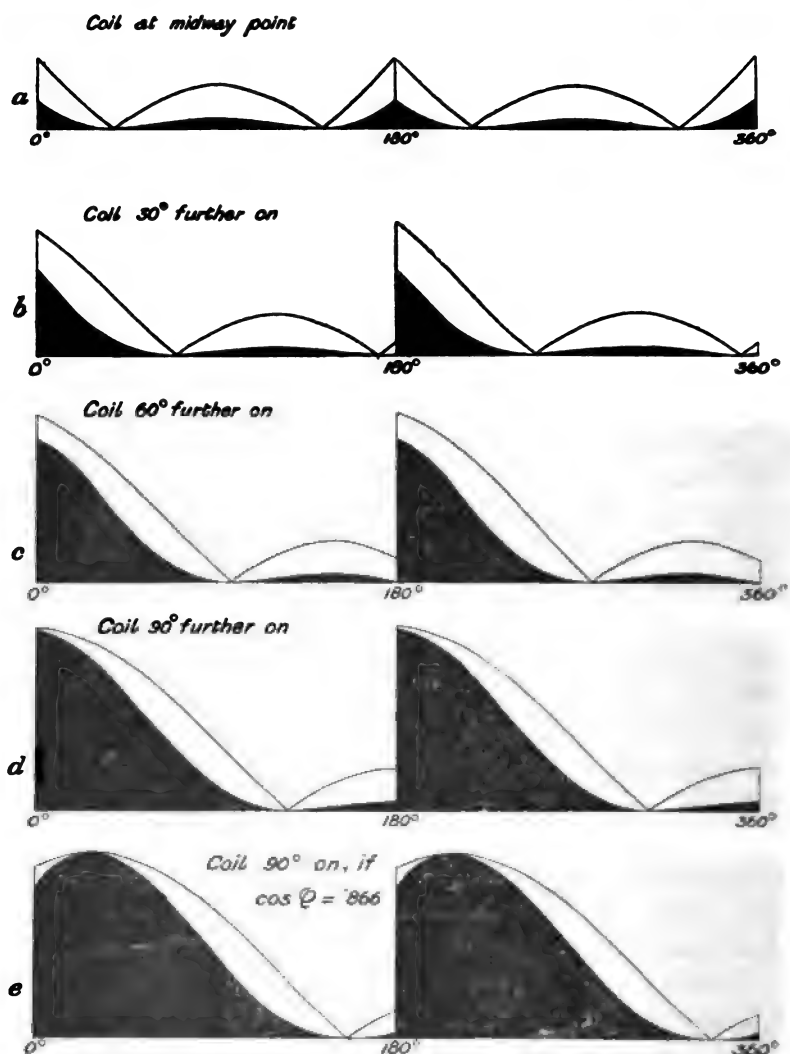 Coil at midway point
a
0° 180° 360°
Coil 30° further on
b
0° 180° 360°
Coil 60° further on
c
0° 180° 360°
Coil 90° further on
d
0° 180° 360°
Coil 90° on, if
cos φ = ·866
e
0° 180° 360°